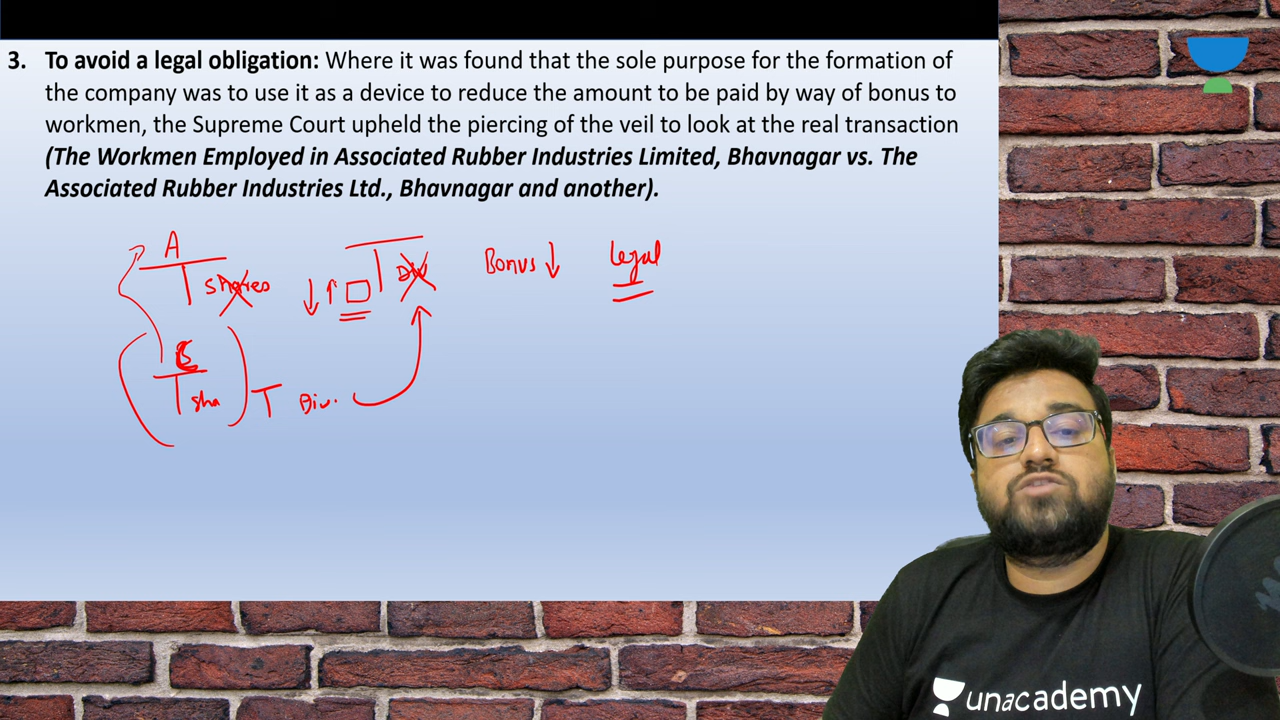 3. To avoid a legal obligation: Where it was found that the sole purpose for the formation of
the company was to use it as a device to reduce the amount to be paid by way of bonus to
workmen, the Supreme Court upheld the piercing of the veil to look at the real transaction
(The Workmen Employed in Associated Rubber Industries Limited, Bhavnagar vs. The
Associated Rubber Industries Ltd., Bhavnagar and another).
A
Shares
Div
Bonus ↓
Legal
Sha
Div.
unacademy